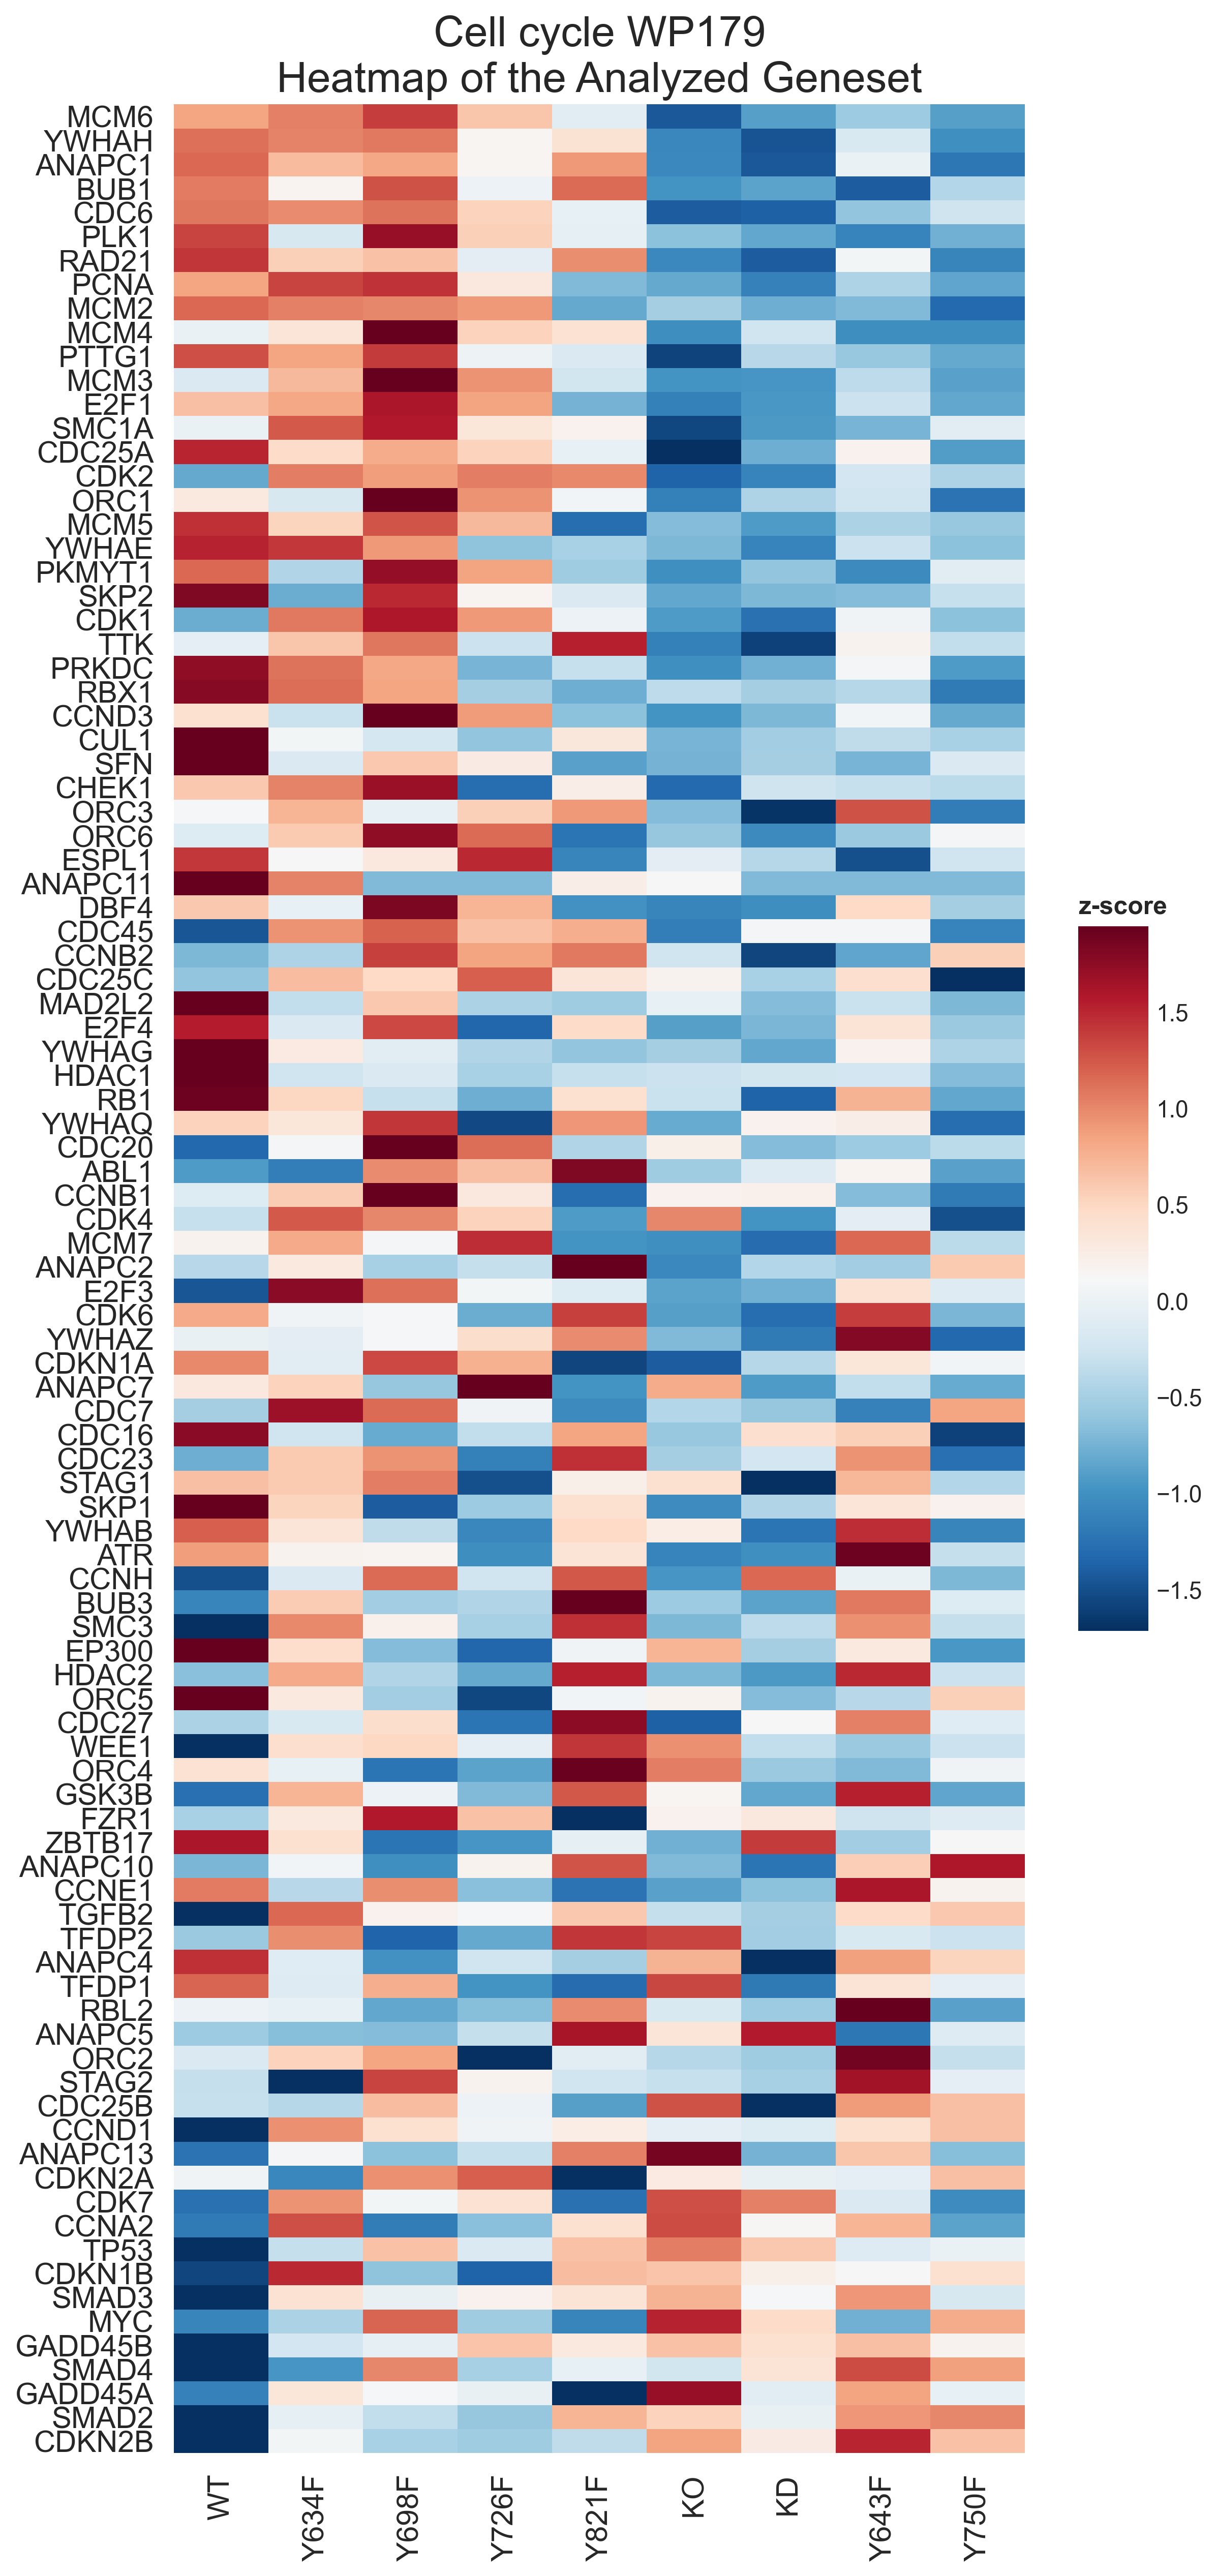 Cell cycle WP179
Heatmap of the Analyzed Geneset
MCM6
YWHAH
ANAPC1
BUB1
CDC6
PLK1
RAD21
PCNA
MCM2
MCM4
PTTG1
MCM3
E2F1
SMC1A
CDC25A
CDK2
ORC1
MCM5
YWHAE
PKMYT1
SKP2
CDK1
TTK
PRKDC
RBX1
CCND3
CUL1
SFN
CHEK1
ORC3
ORC6
ESPL1
ANAPC11
DBF4
CDC45
CCNB2
CDC25C
MAD2L2
E2F4
YWHAG
HDAC1
RB1
YWHAQ
CDC20
ABL1
CCNB1
CDK4
MCM7
ANAPC2
E2F3
CDK6
YWHAZ
CDKN1A
ANAPC7
CDC7
CDC16
CDC23
STAG1
SKP1
YWHAB
ATR
CCNH
BUB3
SMC3
EP300
HDAC2
ORC5
CDC27
WEE1
ORC4
GSK3B
FZR1
ZBTB17
ANAPC10
CCNE1
TGFB2
TFDP2
ANAPC4
TFDP1
RBL2
ANAPC5
ORC2
STAG2
CDC25B
CCND1
ANAPC13
CDKN2A
CDK7
CCNA2
TP53
CDKN1B
SMAD3
MYC
GADD45B
SMAD4
GADD45A
SMAD2
CDKN2B
WT
Y634F
Y698F
Y726F
Y821F
KO
KD
Y643F
Y750F
z-score
1.5
1.0
0.5
0.0
−0.5
−1.0
−1.5